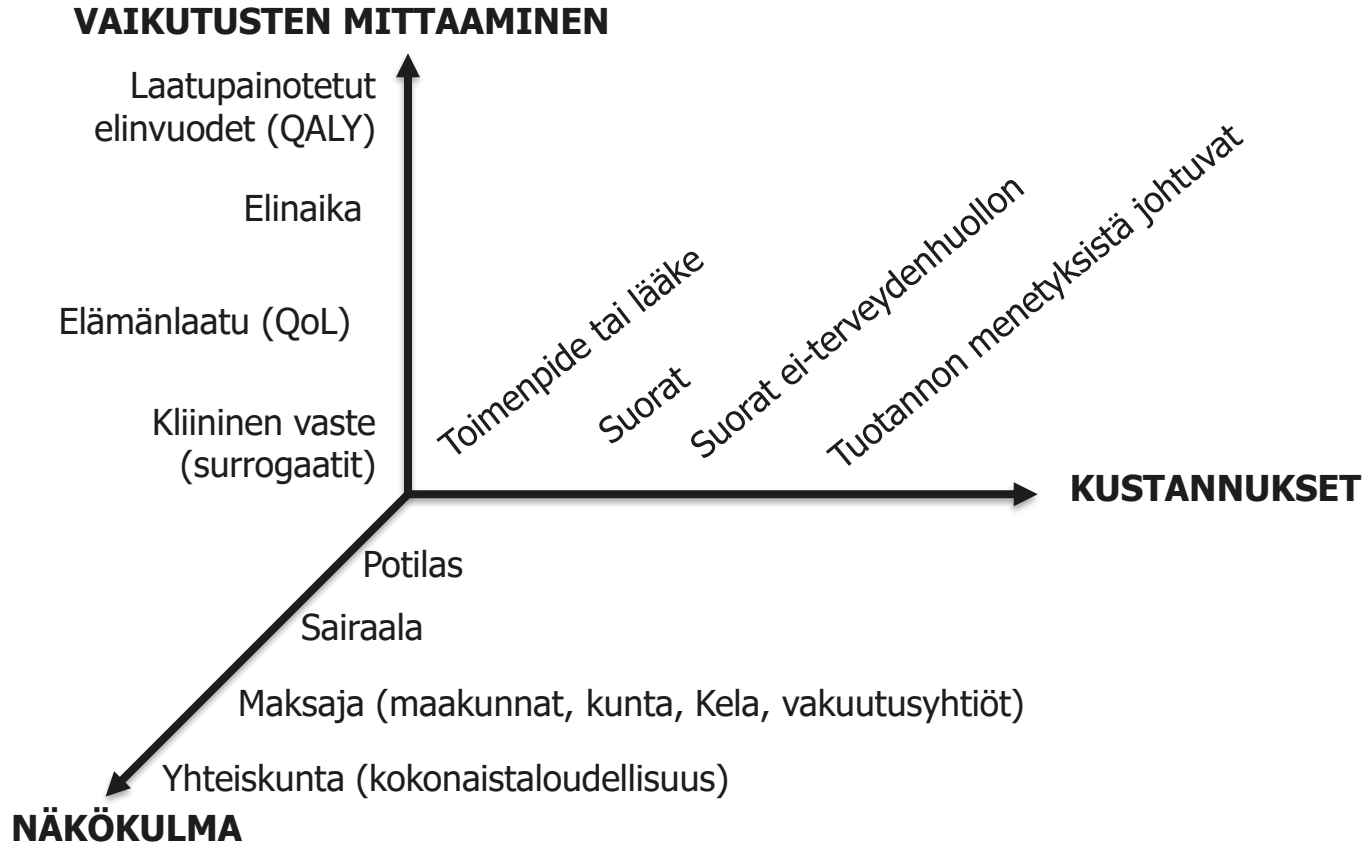 VAIKUTUSTEN MITTAAMINEN
Laatupainotetut
elinvuodet (QALY)
Elinaika
Elämänlaatu (QoL)
Kliininen vaste
(surrogaatit)
Toimenpide tai lääke
Suorat
Suorat ei-terveydenhuollon
Tuotannon menetyksistä johtuvat
KUSTANNUKSET
Potilas
Sairaala
Maksaja (maakunnat, kunta, Kela, vakuutusyhtiöt)
Yhteiskunta (kokonaistaloudellisuus)
NÄKÖKULMA